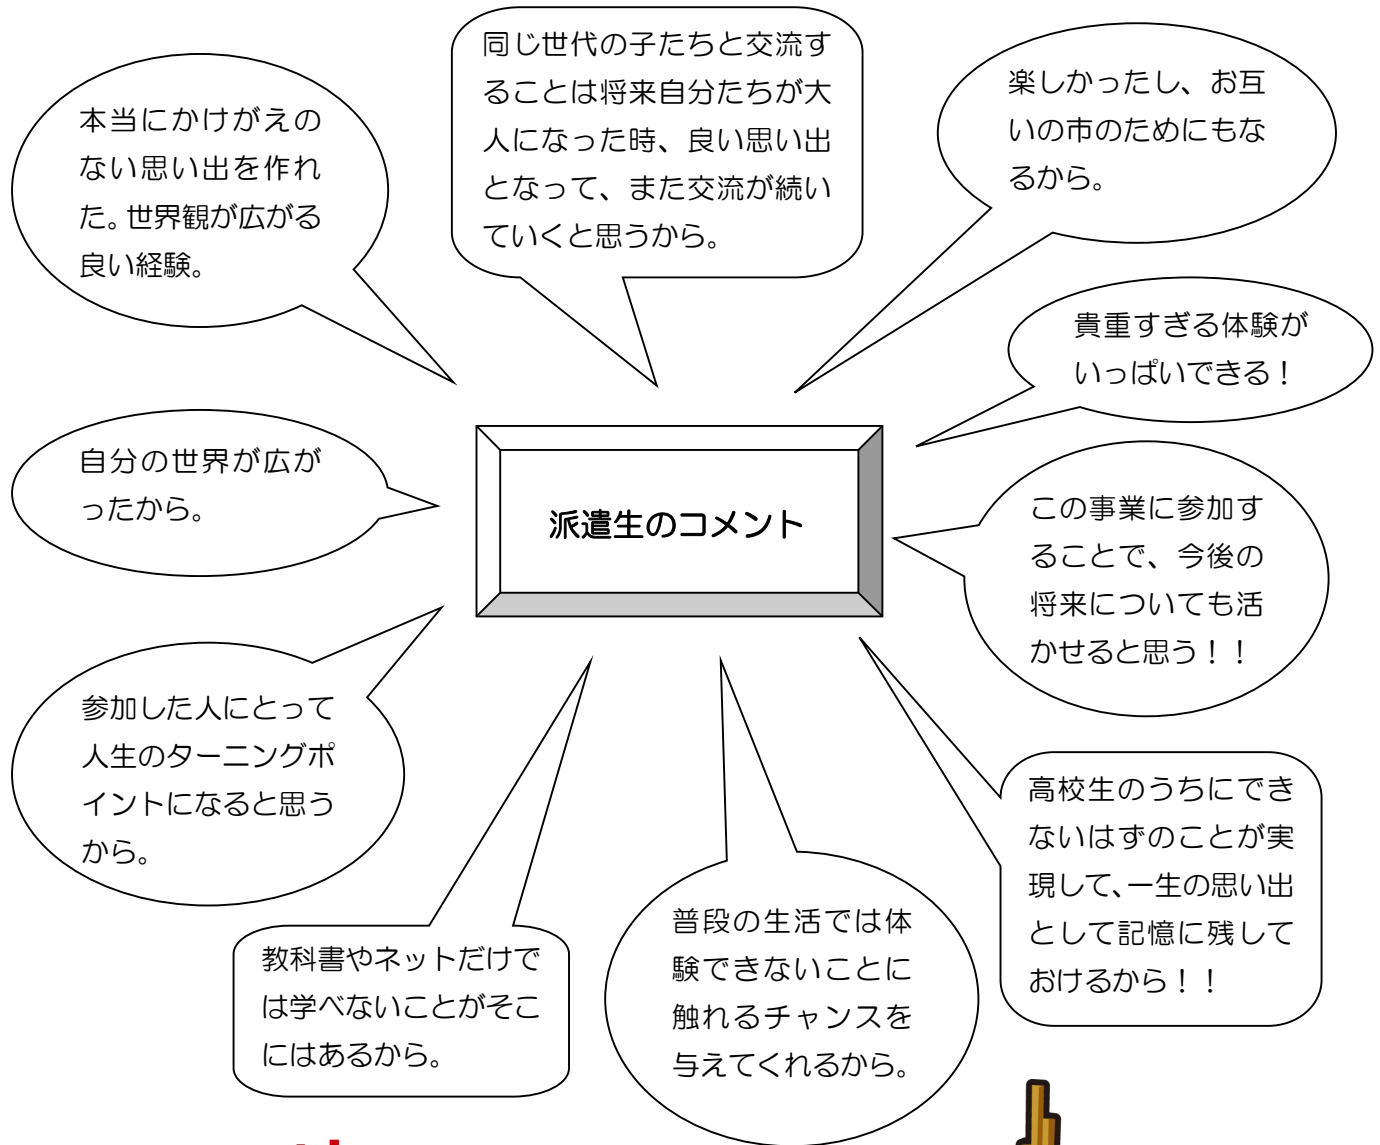 本当にかけがえの
ない思い出を作れ
た。世界観が広がる
良い経験。
同じ世代の子たちと交流す
ることは将来自分たちが大
人になった時、良い思い出
となって、また交流が続い
ていくと思うから。
楽しかったし、お互
いの市のためにもな
るから。
貴重すぎる体験が
いっぱいできる！
自分の世界が広が
ったから。
派遣生のコメント
この事業に参加す
ることで、今後の
将来についても活
かせると思う！！
参加した人にとって
人生のターニングポ
イントになると思う
から。
高校生のうちにでき
ないはずのことが実
現して、一生の思い出
として記憶に残して
おけるから！！
教科書やネットだけで
は学べないことがそこ
にはあるから。
普段の生活では体
験できないことに
触れるチャンスを
与えてくれるから。